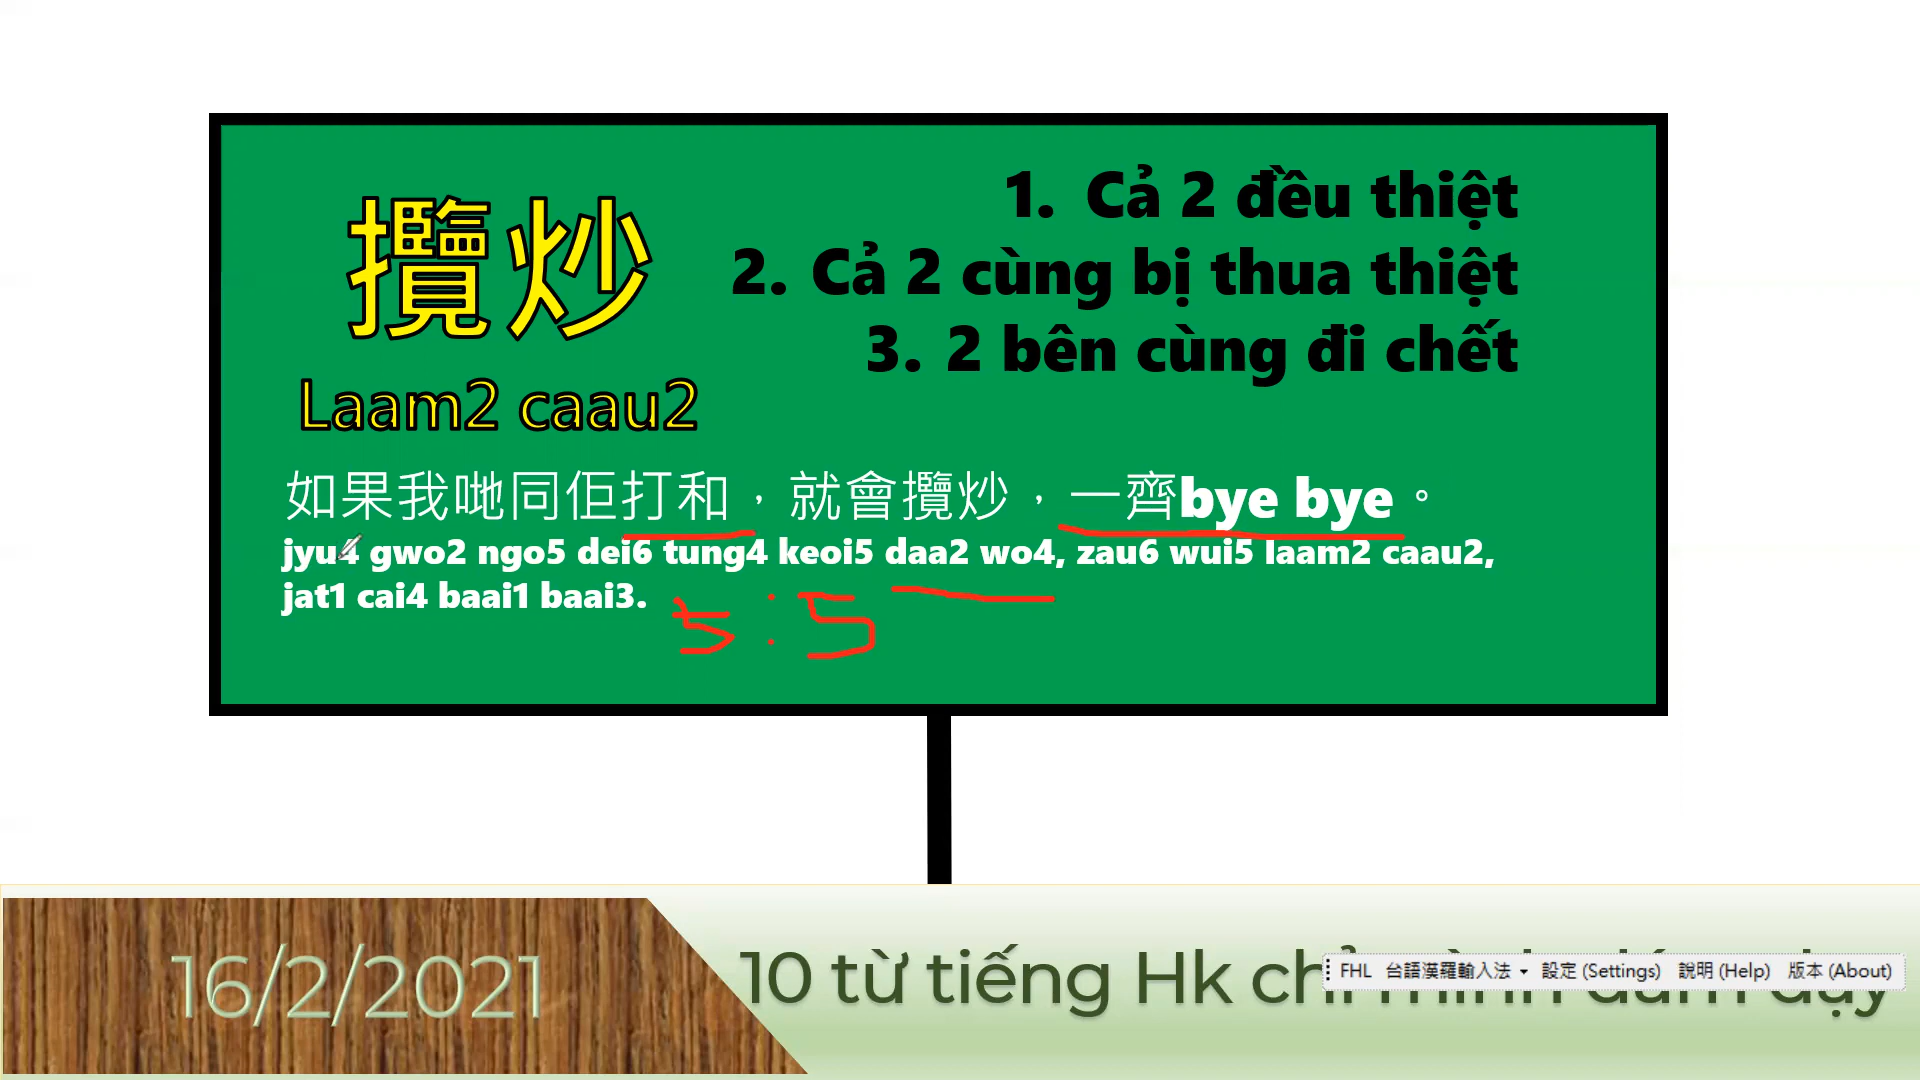 攬炒
Laam2 caau2
1. Cả 2 đều thiệt
2. Cả 2 cùng bị thua thiệt
3. 2 bên cùng đi chết
如果我哋同佢打和，就會攬炒，一齊bye bye。
jyu4 gwo2 ngo5 dei6 tung4 keoi5 daa2 wo4, zau6 wui5 laam2 caau2,
jat1 cai4 baai1 baai3.
5:5
16/2/2021
10 từ tiếng Hk chỉ mình dám dạy
FHL 台語漢羅輸入法 設定 (Settings) 說明 (Help) 版本 (About)